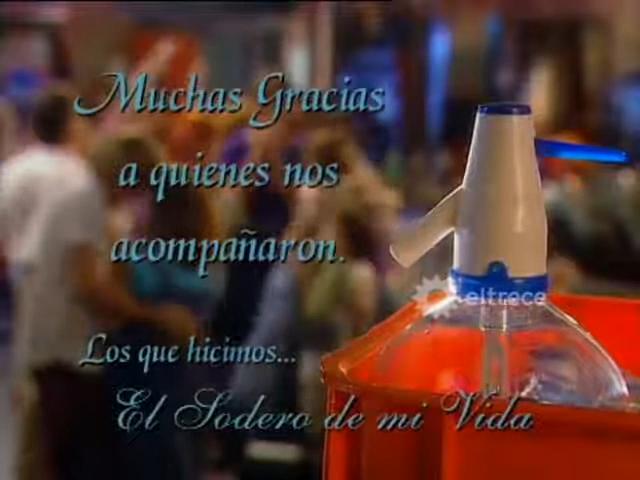 Muchas Gracias
a quienes nos
acompañaron.
eltrece
Los que hicimos...
El Sodero de mi Vida